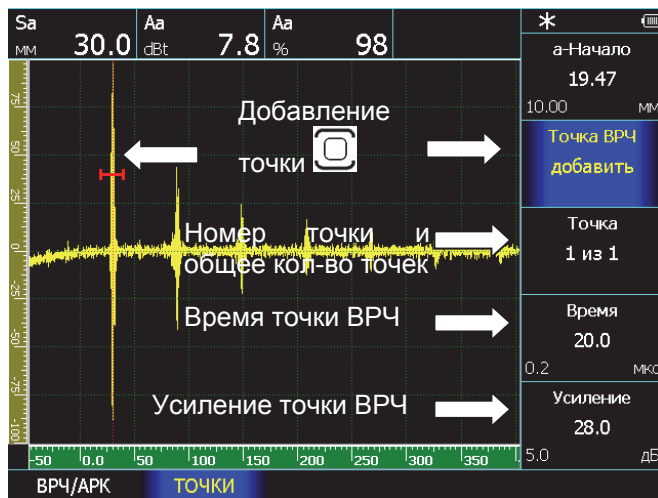 Sa
мм 30.0
Aa
dBt 7.8
Aa
% 98
а-Начало
19.47
10.00 мм
Точка ВРЧ
добавить
Точка
1 из 1
Время
20.0
0.2 мкс
Усиление
28.0
5.0 дБ
Добавление
точки
Номер точки и
общее кол-во точек
Время точки ВРЧ
Усиление точки ВРЧ
75
50
25
0
-25
-50
-75
-100
-50 0.0 50 100 150 200 250 300 350
ВРЧ/АРК ТОЧКИ